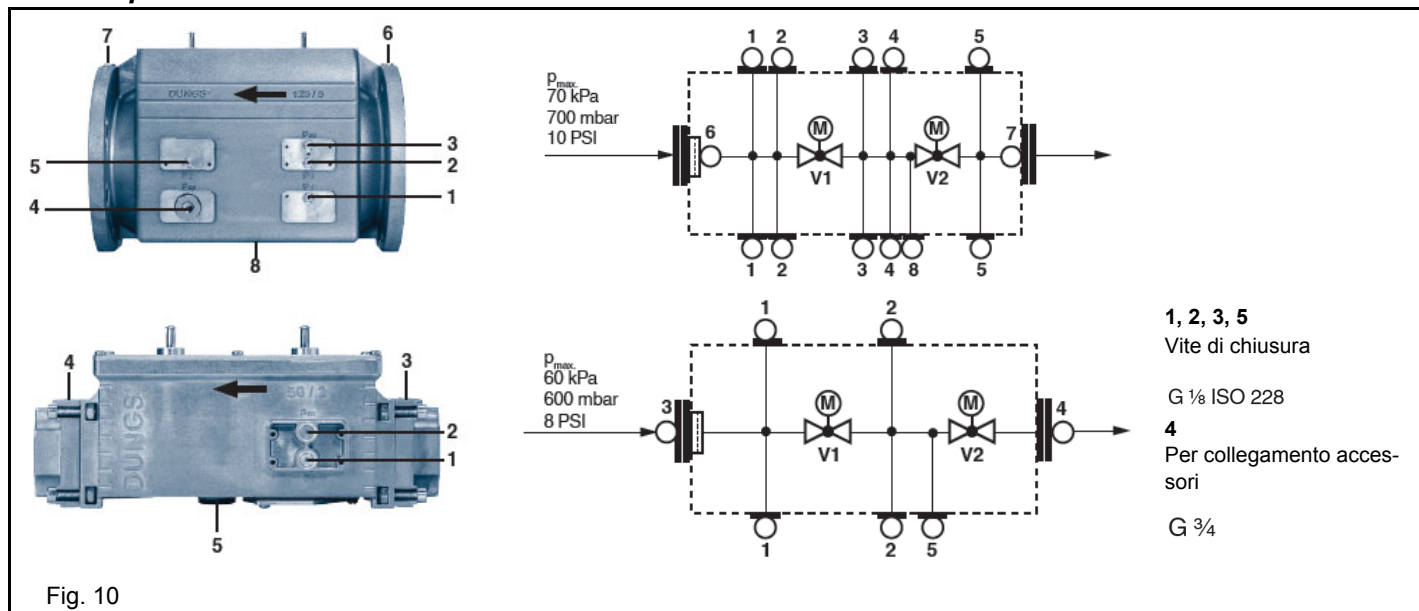 7
6
DUNGS
125/5
3
2
5
1
4
8
1 2 3 4 5
Pmax.
70 kPa
700 mbar
10 PSI
6
M
M
7
V1
V2
1 2 3 4 8 5
4
3
50/2
DUNGS
2
1
5
1 2
Pmax.
60 kPa
600 mbar
8 PSI
3
M
M
4
V1
V2
1 2 5
1, 2, 3, 5
Vite di chiusura
G ⅛ ISO 228
4
Per collegamento acces-
sori
G ¾
Fig. 10